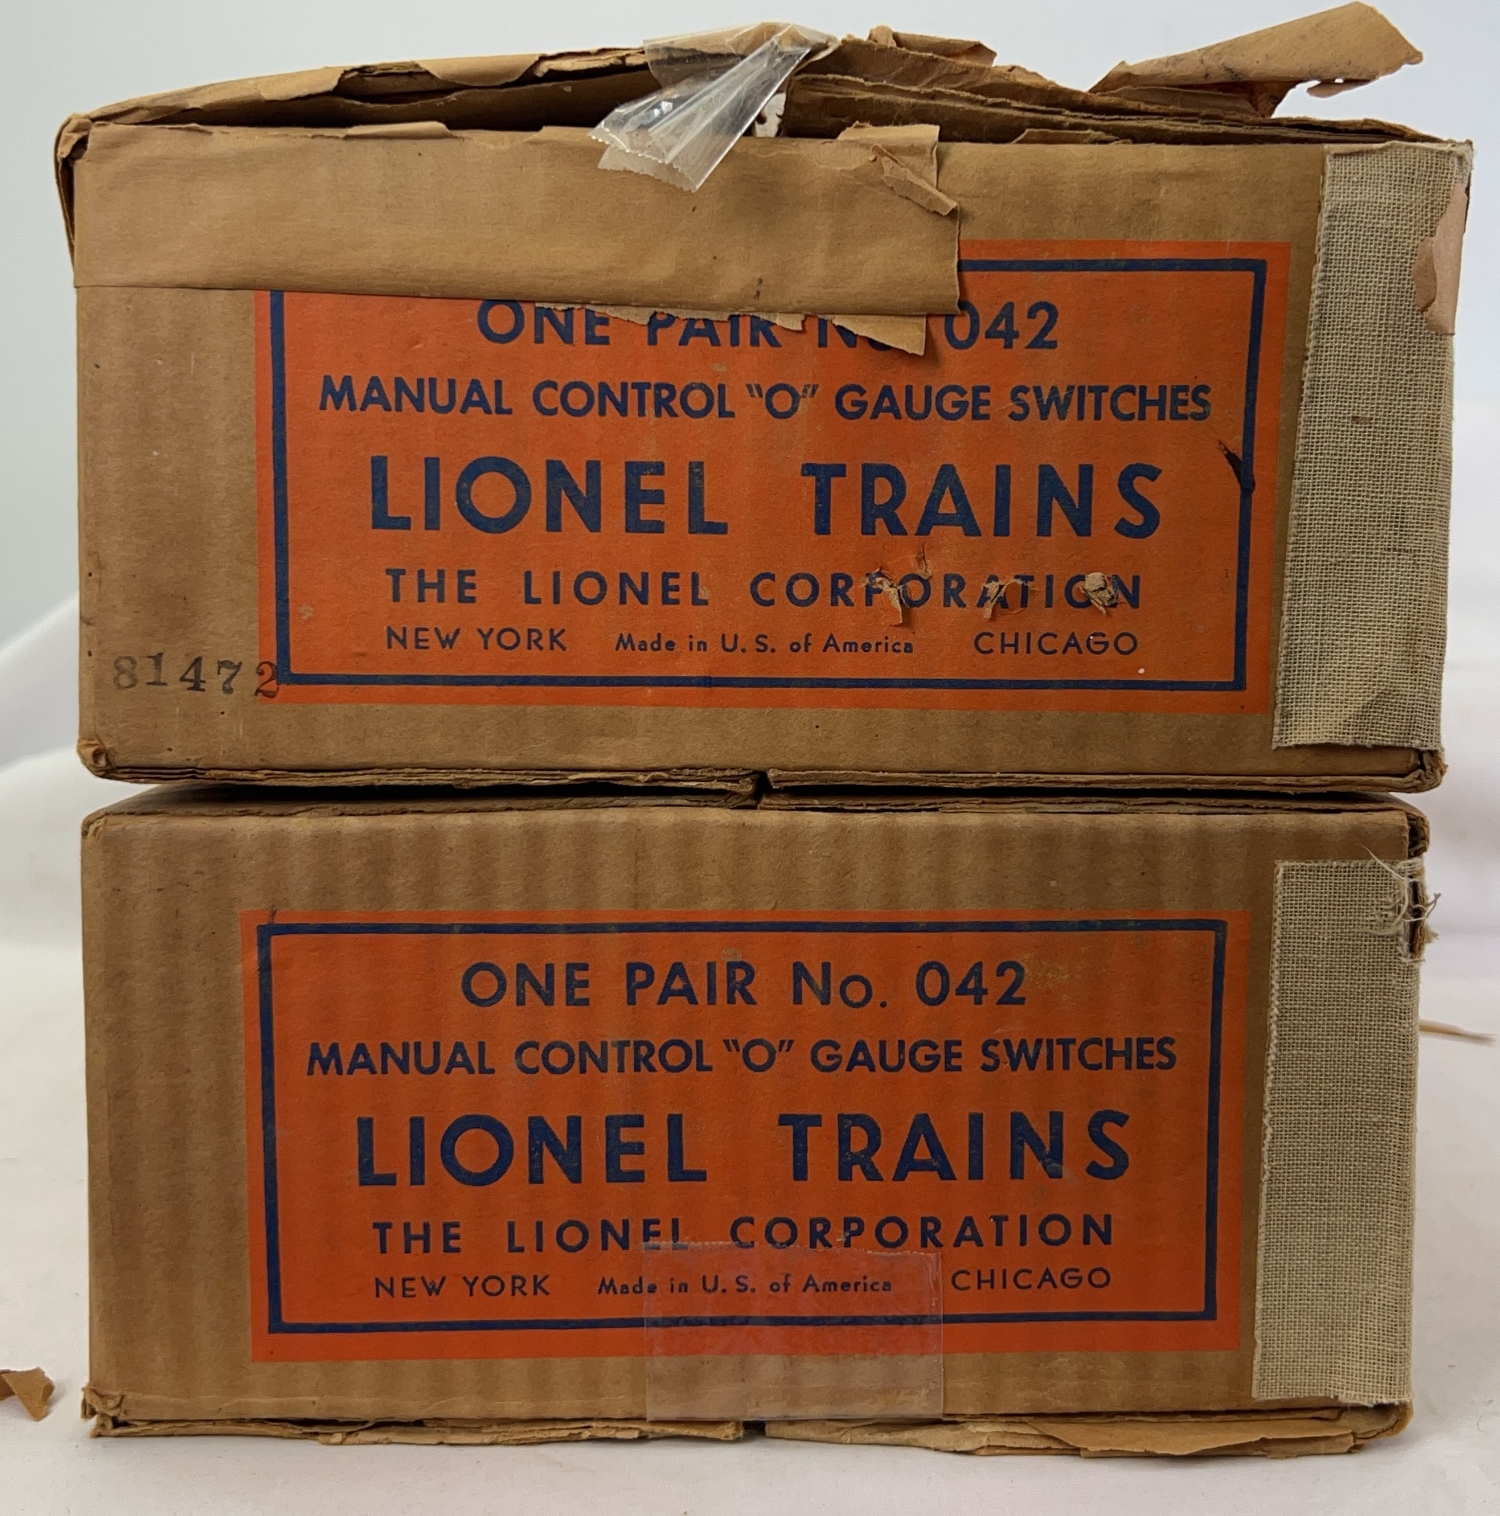 ONE PAIR No. 042
MANUAL CONTROL "O" GAUGE SWITCHES
LIONEL TRAINS
THE LIONEL CORPORATION
NEW YORK Made in U. S. of America CHICAGO
81472
ONE PAIR No. 042
MANUAL CONTROL "O" GAUGE SWITCHES
LIONEL TRAINS
THE LIONEL CORPORATION
NEW YORK Made in U. S. of America CHICAGO